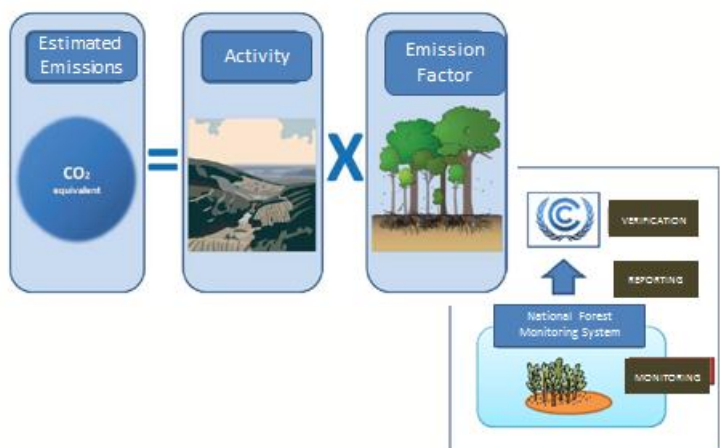 Estimated
Emissions
CO₂
equivalent
=
Activity
X
Emission
Factor
VERIFICATION
REPORTING
National Forest
Monitoring System
MONITORING